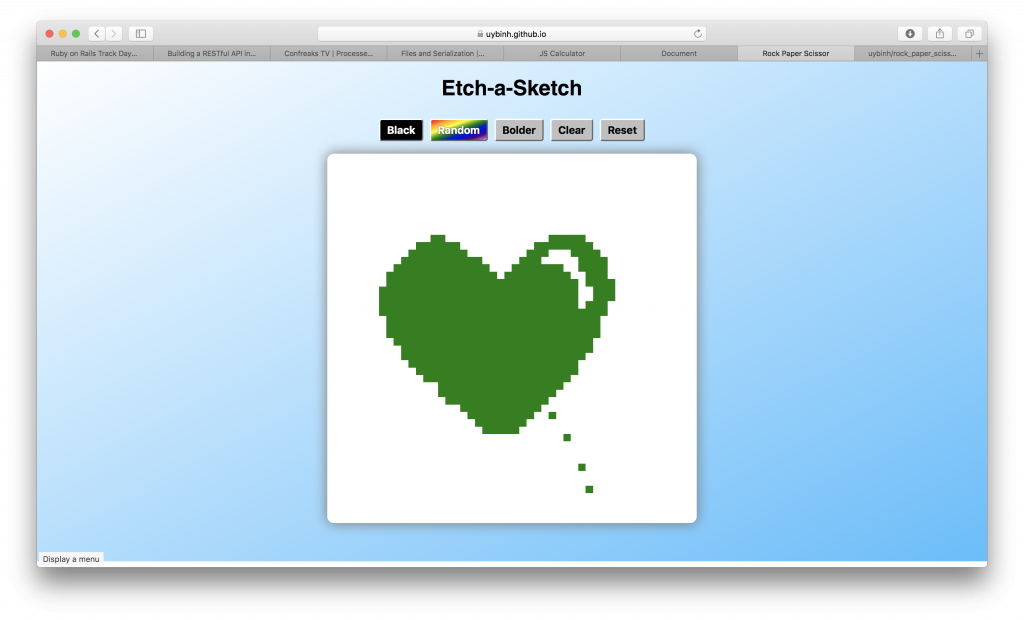 uybinh.github.io
Ruby on Rails Track Day... Building a RESTful API in... Confreaks TV | Processe... Files and Serialization |... JS Calculator Document Rock Paper Scissor uybinh/rock_paper_sciss...
Etch-a-Sketch
Black Random Bolder Clear Reset
Display a menu